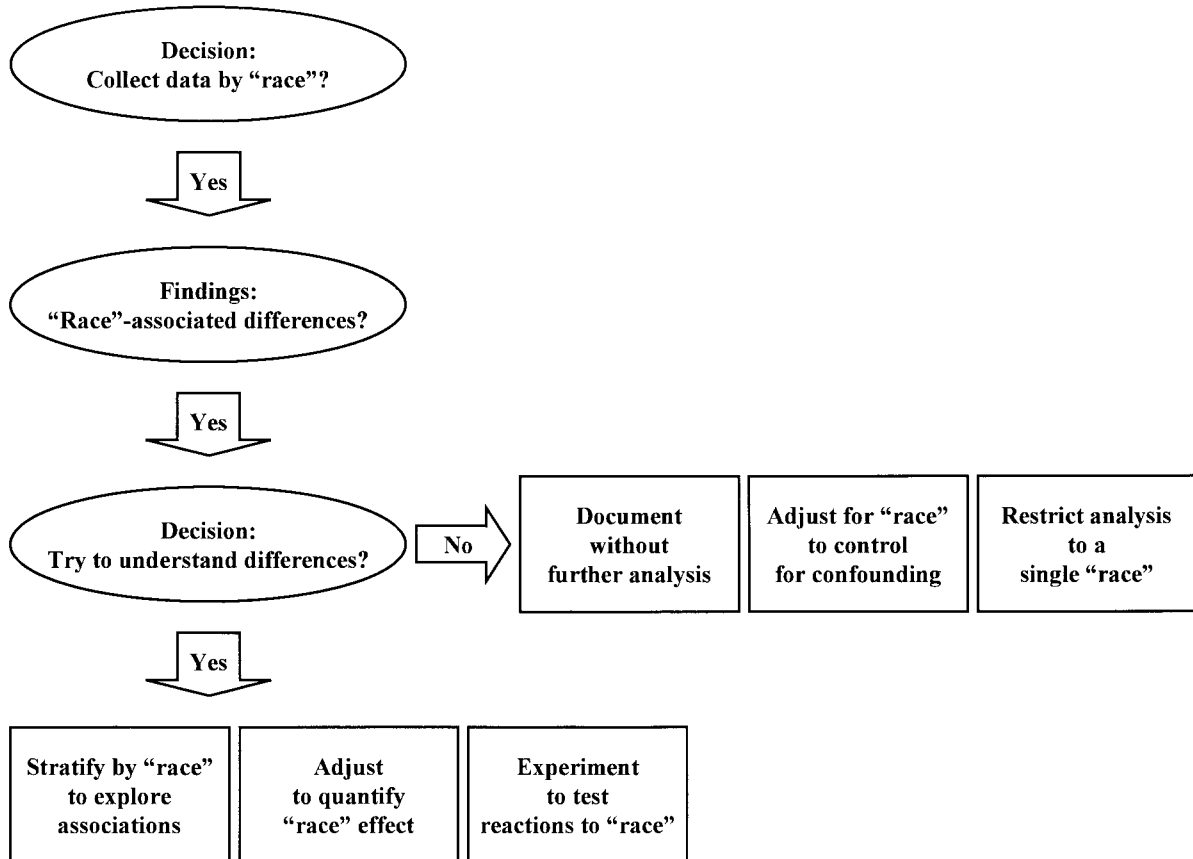 Decision:
Collect data by “race”?
Yes
Findings:
“Race”-associated differences?
Yes
Decision:
Try to understand differences?
No
Document
without
further analysis
Adjust for “race”
to control
for confounding
Restrict analysis
to a
single “race”
Yes
Stratify by “race”
to explore
associations
Adjust
to quantify
“race” effect
Experiment
to test
reactions to “race”